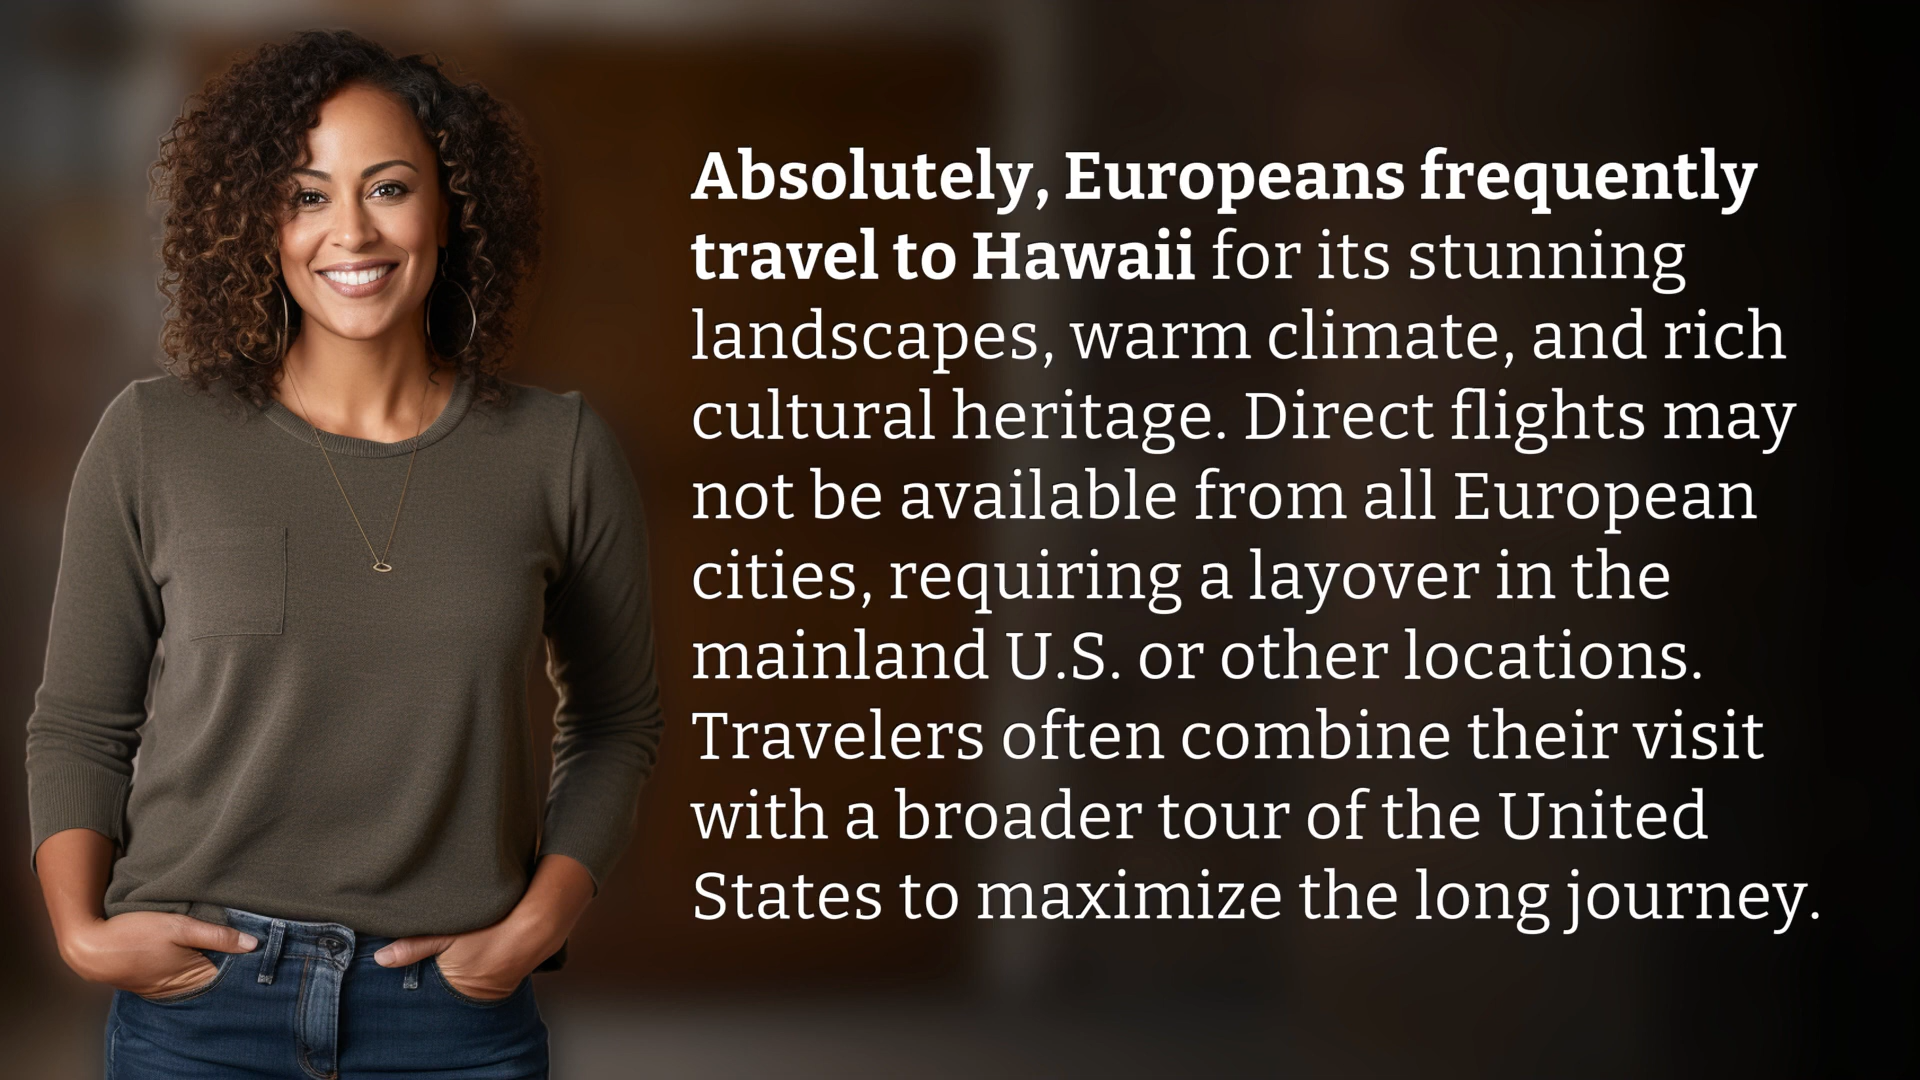 Absolutely, Europeans frequently
travel to Hawaii for its stunning
landscapes, warm climate, and rich
cultural heritage. Direct flights may
not be available from all European
cities, requiring a layover in the
mainland U.S. or other locations.
Travelers often combine their visit
with a broader tour of the United
States to maximize the long journey.